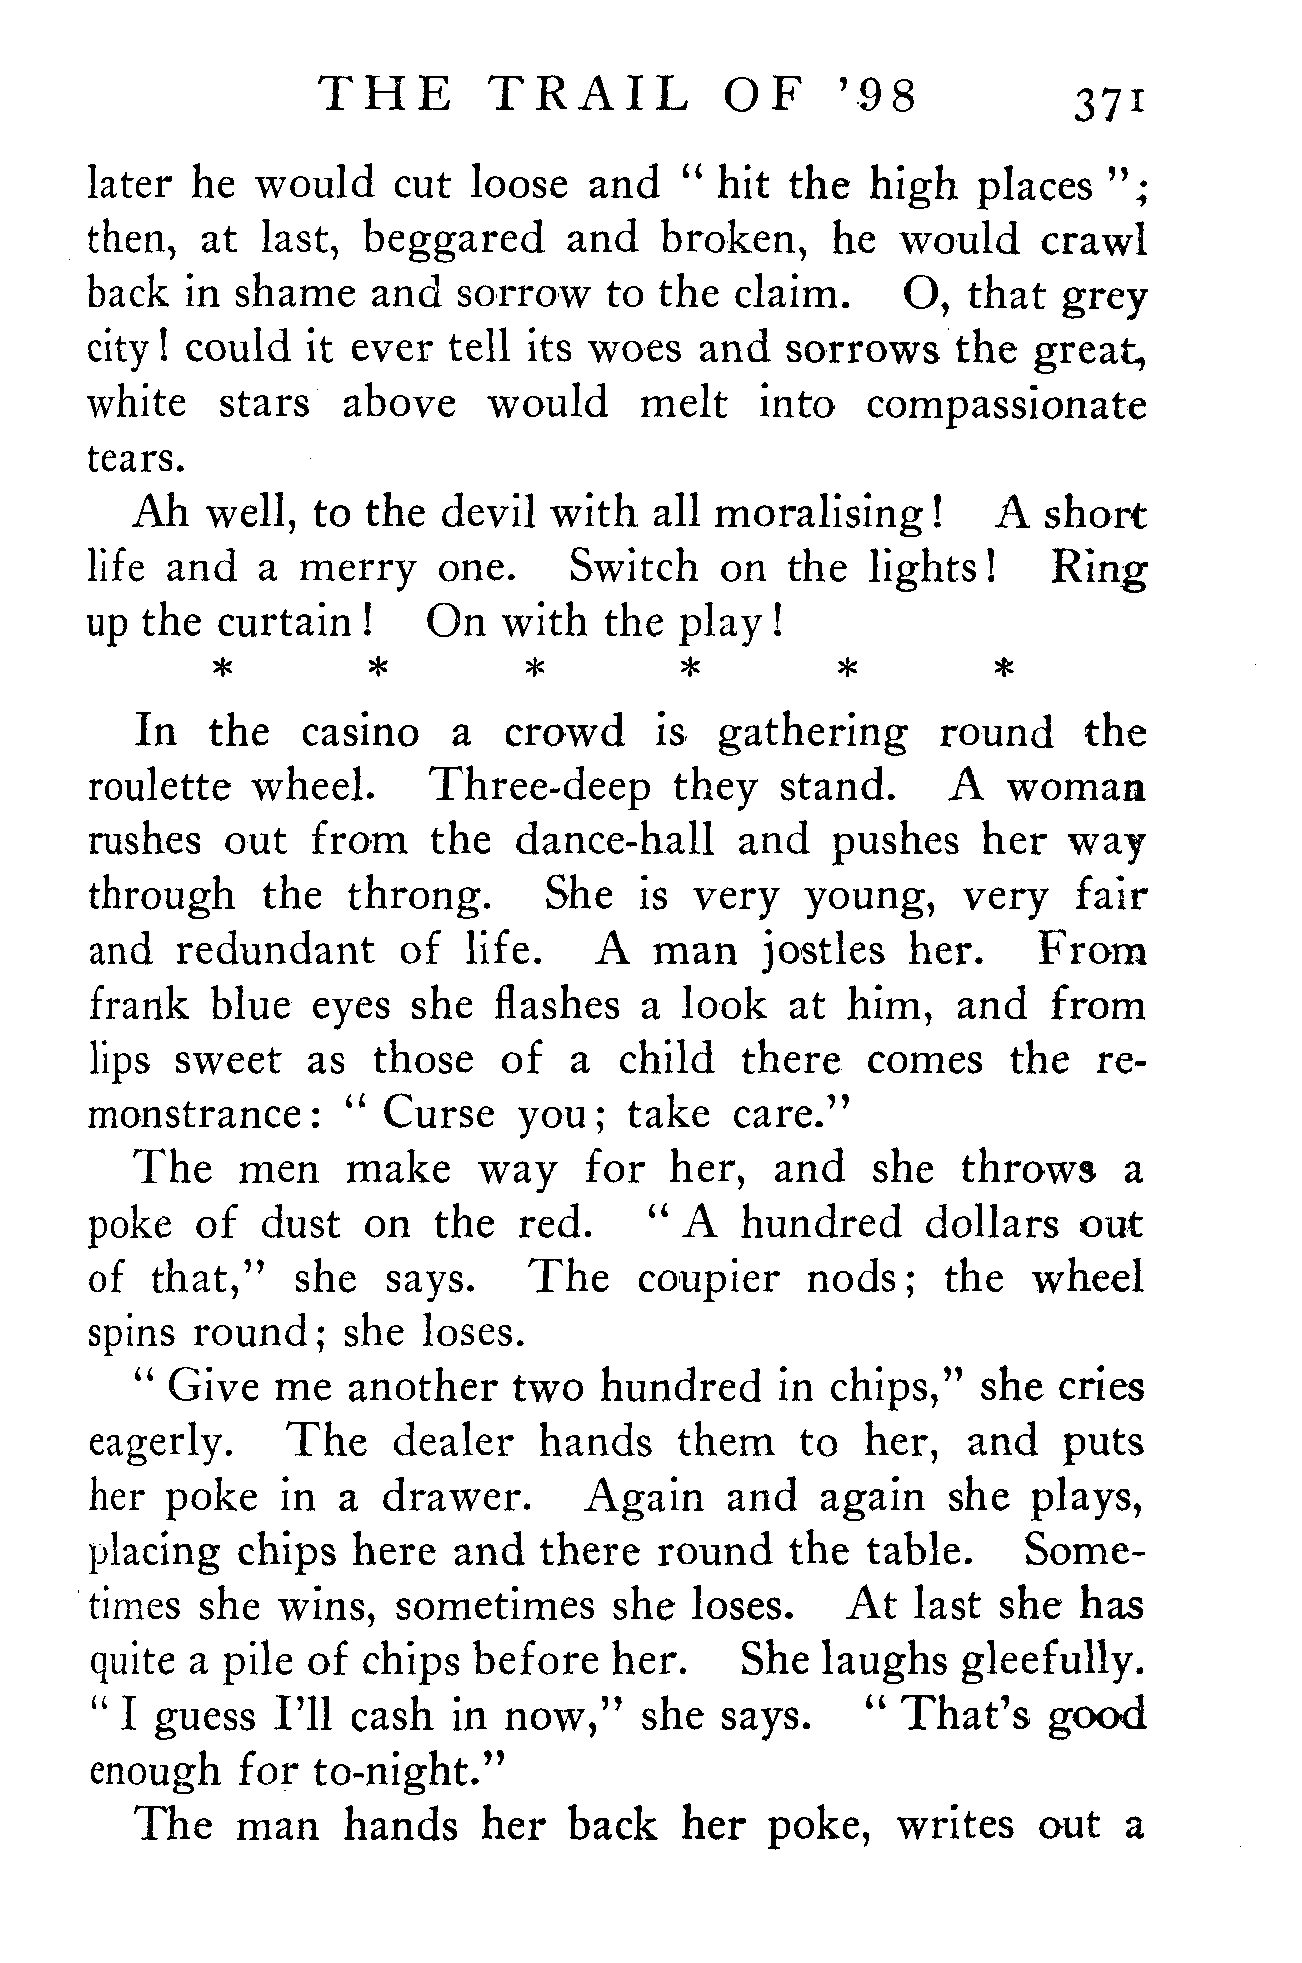 THE TRAIL OF '98 371
later he would cut loose and " hit the high places ";
then, at last, beggared and broken, he would crawl
back in shame and sorrow to the claim. O, that grey
city! could it ever tell its woes and sorrows the great,
white stars above would melt into compassionate
tears.
Ah well, to the devil with all moralising! A short
life and a merry one. Switch on the lights! Ring
up the curtain! On with the play!
* * * * * *
In the casino a crowd is gathering round the
roulette wheel. Three-deep they stand. A woman
rushes out from the dance-hall and pushes her way
through the throng. She is very young, very fair
and redundant of life. A man jostles her. From
frank blue eyes she flashes a look at him, and from
lips sweet as those of a child there comes the re-
monstrance: " Curse you; take care."
The men make way for her, and she throws a
poke of dust on the red. " A hundred dollars out
of that," she says. The coupier nods; the wheel
spins round; she loses.
" Give me another two hundred in chips," she cries
eagerly. The dealer hands them to her, and puts
her poke in a drawer. Again and again she plays,
placing chips here and there round the table. Some-
times she wins, sometimes she loses. At last she has
quite a pile of chips before her. She laughs gleefully.
" I guess I'll cash in now," she says. " That's good
enough for to-night."
The man hands her back her poke, writes out a